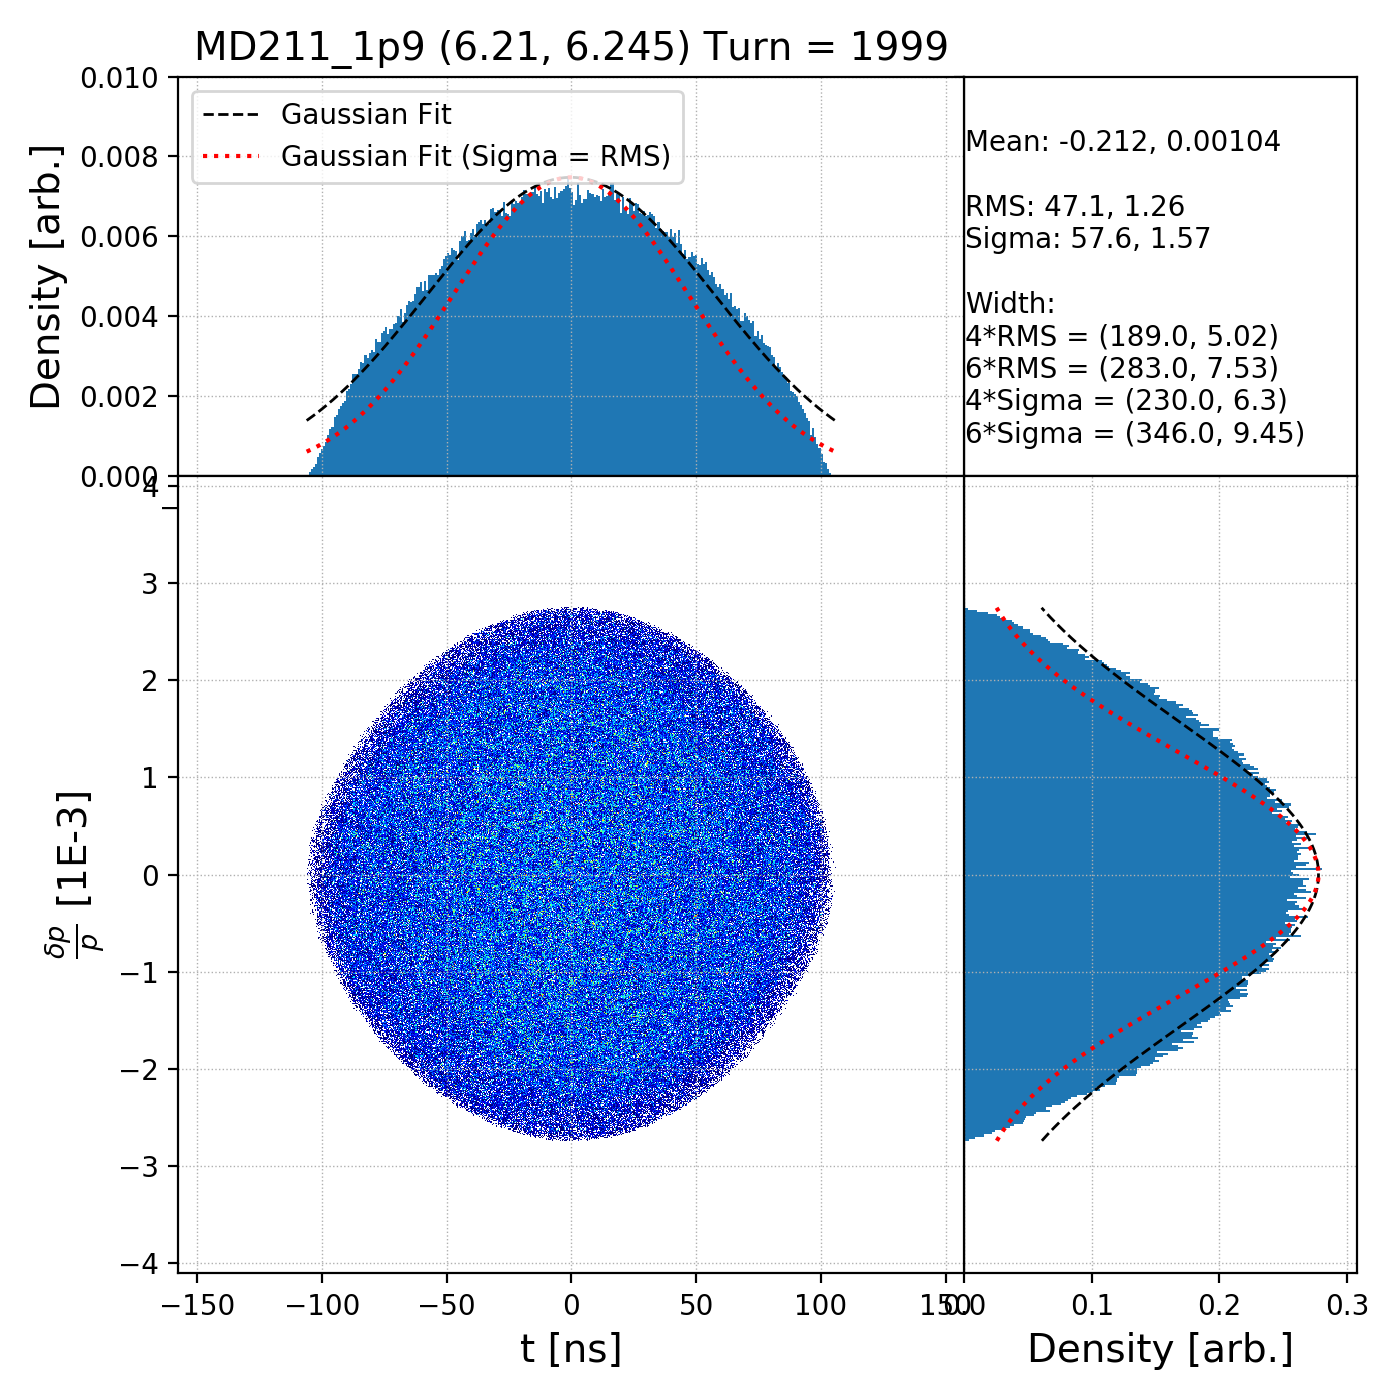 MD211_1p9 (6.21, 6.245) Turn = 1999
0.010
0.008
0.006
0.004
0.002
0.000
Density [arb.]
Gaussian Fit
Gaussian Fit (Sigma = RMS)
Mean: -0.212, 0.00104
RMS: 47.1, 1.26
Sigma: 57.6, 1.57
Width:
4*RMS = (189.0, 5.02)
6*RMS = (283.0, 7.53)
4*Sigma = (230.0, 6.3)
6*Sigma = (346.0, 9.45)
4
3
2
1
0
−1
−2
−3
−4
δp/p [1E-3]
−150 −100 −50 0 50 100 150
t [ns]
0.0 0.1 0.2 0.3
Density [arb.]